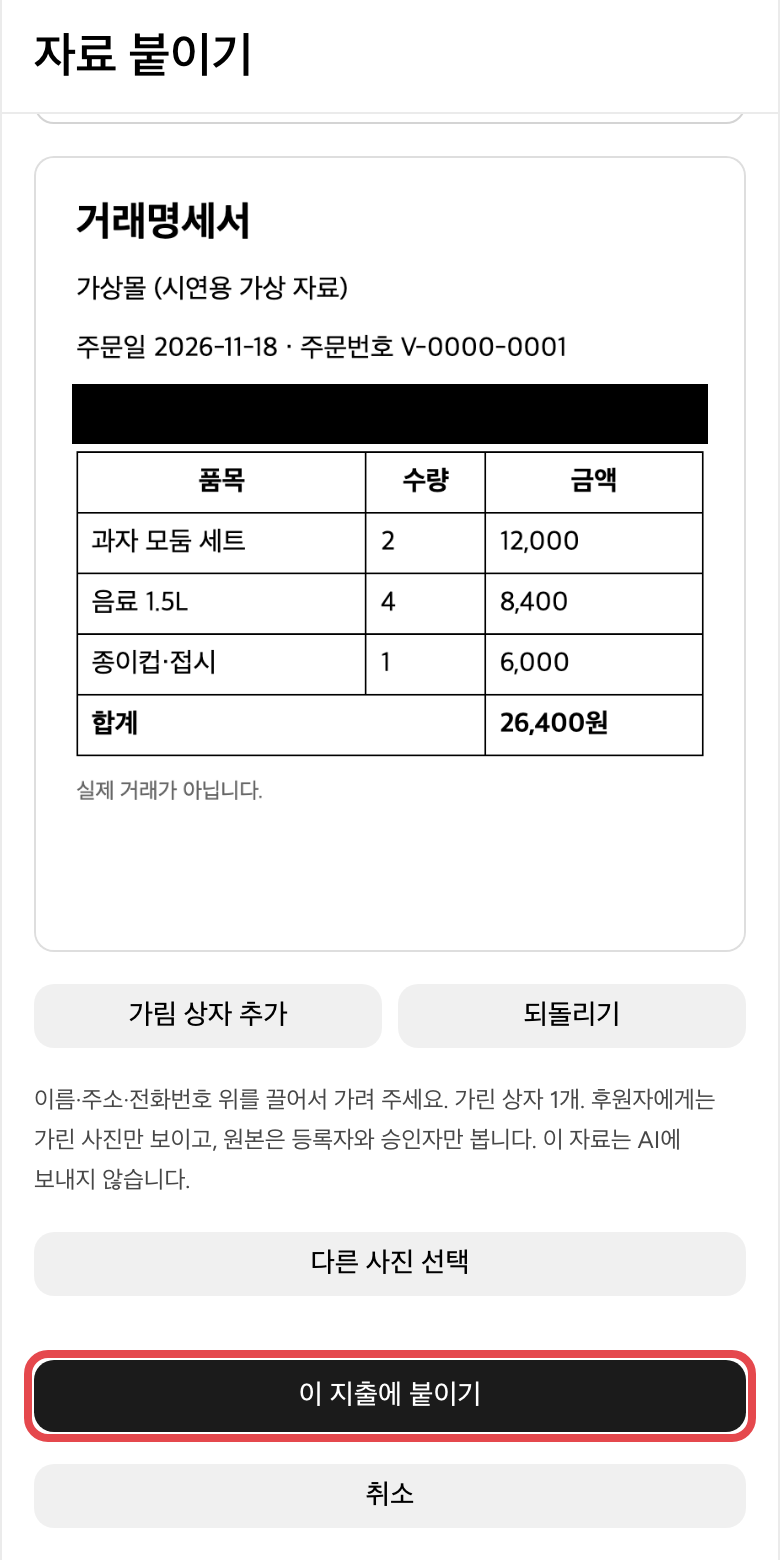 자료 붙이기
거래명세서
가상몰 (시연용 가상 자료)
주문일 2026-11-18 · 주문번호 V-0000-0001
품목 수량 금액
과자 모둠 세트 2 12,000
음료 1.5L 4 8,400
종이컵·접시 1 6,000
합계 26,400원
실제 거래가 아닙니다.
가림 상자 추가 되돌리기
이름·주소·전화번호 위를 끌어서 가려 주세요. 가린 상자 1개. 후원자에게는
가린 사진만 보이고, 원본은 등록자와 승인자만 봅니다. 이 자료는 AI에
보내지 않습니다.
다른 사진 선택
이 지출에 붙이기
취소